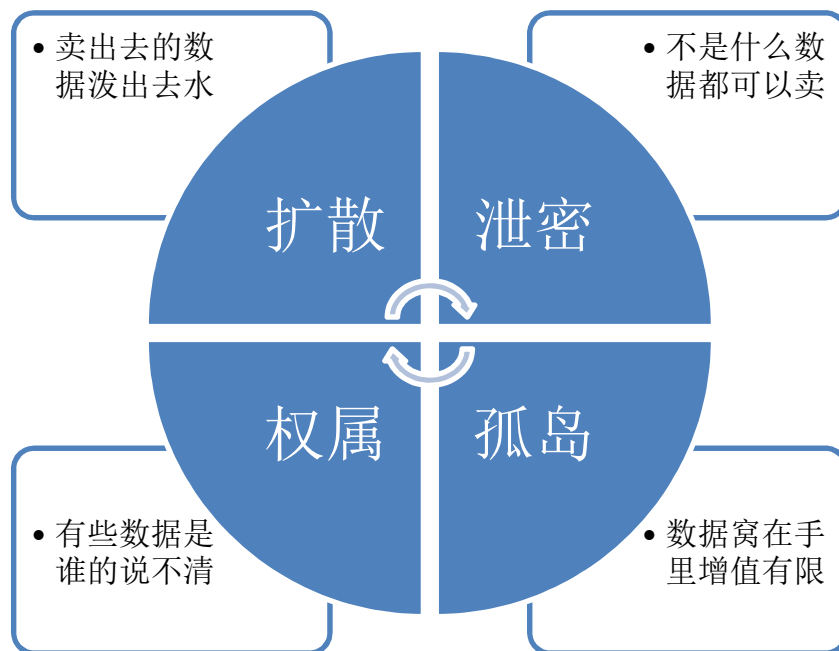 • 卖出去的数
据泼出去水
• 不是什么数
据都可以卖
扩散
泄密
权属
孤岛
• 有些数据是
谁的说不清
• 数据窝在手
里增值有限